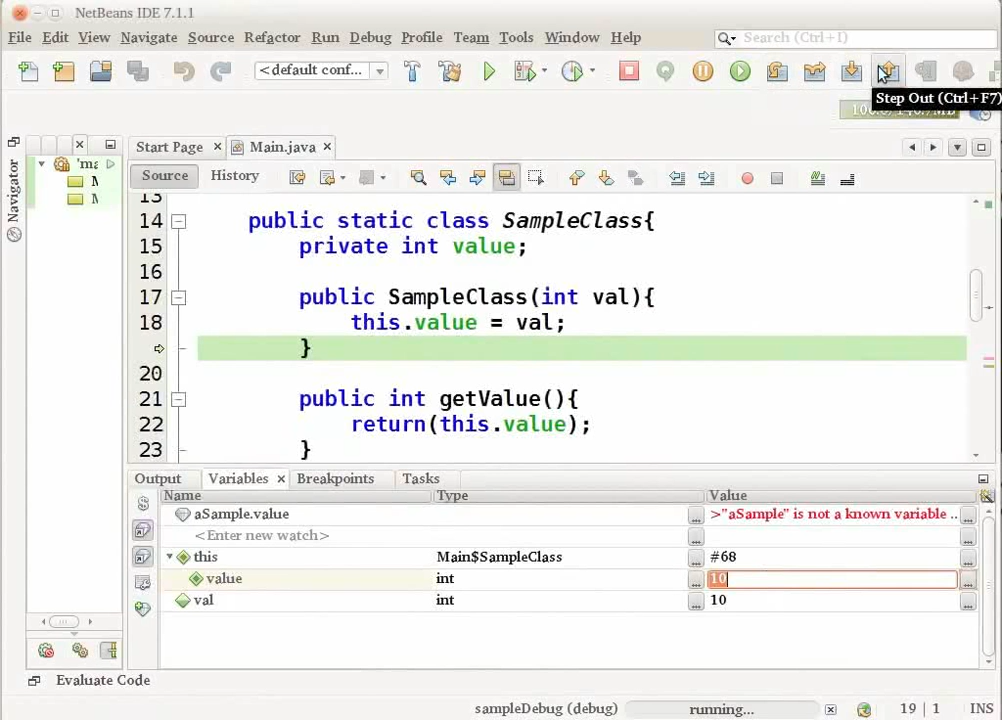 NetBeans IDE 7.1.1
File Edit View Navigate Source Refactor Run Debug Profile Team Tools Window Help Search (Ctrl+I)
<default conf...
Step Out (Ctrl+F7)
Start Page Main.java
Source History
Navigator
'ma
13
14 public static class SampleClass{
15 private int value;
16
17 public SampleClass(int val){
18 this.value = val;
}
20
21 public int getValue(){
22 return(this.value);
23 }
Output Variables Breakpoints Tasks
Name Type Value
aSample.value >"aSample" is not a known variable ..
<Enter new watch>
this Main$SampleClass #68
value int 10
val int 10
Evaluate Code
sampleDebug (debug) running... 19 | 1 INS